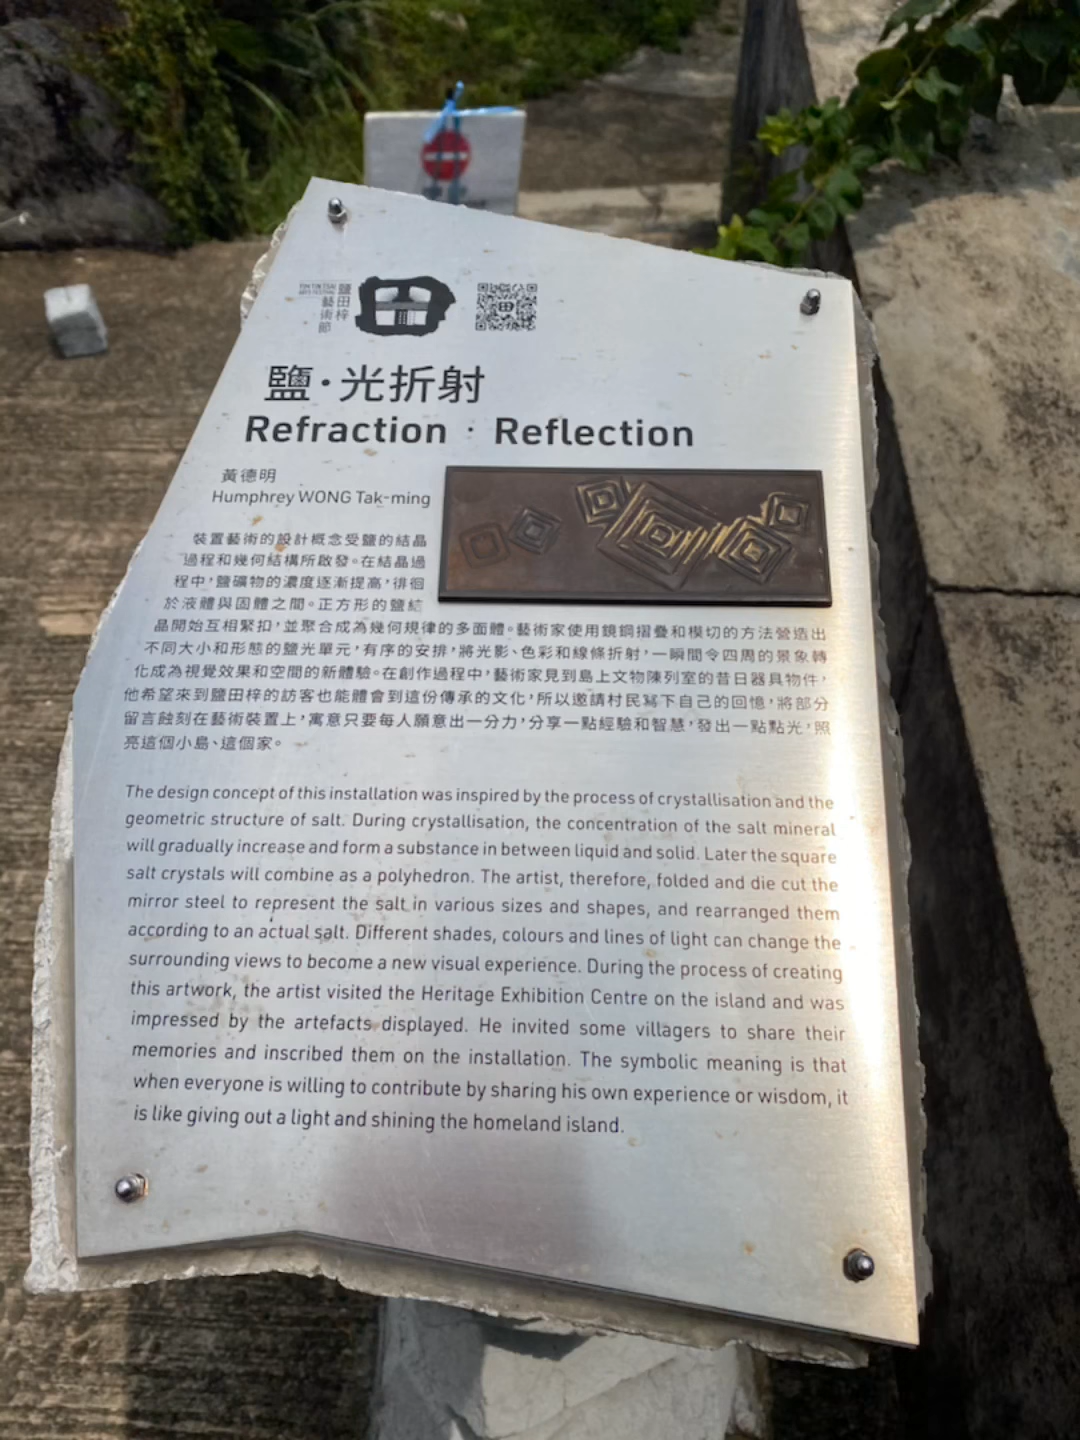 YIM TIN TSAI
ARTS FESTIVAL
鹽田梓
藝術節
鹽·光折射
Refraction · Reflection
黃德明
Humphrey WONG Tak-ming
裝置藝術的設計概念受鹽的結晶
過程和幾何結構所啟發。在結晶過
程中，鹽礦物的濃度逐漸提高，徘徊
於液體與固體之間。正方形的鹽結
晶開始互相緊扣，並聚合成為幾何規律的多面體。藝術家使用鏡鋼摺疊和模切的方法營造出
不同大小和形態的鹽光單元，有序的安排，將光影、色彩和線條折射，一瞬間令四周的景象轉
化成為視覺效果和空間的新體驗。在創作過程中，藝術家見到島上文物陳列室的昔日器具物件，
他希望來到鹽田梓的訪客也能體會到這份傳承的文化，所以邀請村民寫下自己的回憶，將部分
留言蝕刻在藝術裝置上，寓意只要每人願意出一分力，分享一點經驗和智慧，發出一點點光，照
亮這個小島、這個家。
The design concept of this installation was inspired by the process of crystallisation and the
geometric structure of salt. During crystallisation, the concentration of the salt mineral
will gradually increase and form a substance in between liquid and solid. Later the square
salt crystals will combine as a polyhedron. The artist, therefore, folded and die cut the
mirror steel to represent the salt in various sizes and shapes, and rearranged them
according to an actual salt. Different shades, colours and lines of light can change the
surrounding views to become a new visual experience. During the process of creating
this artwork, the artist visited the Heritage Exhibition Centre on the island and was
impressed by the artefacts displayed. He invited some villagers to share their
memories and inscribed them on the installation. The symbolic meaning is that
when everyone is willing to contribute by sharing his own experience or wisdom, it
is like giving out a light and shining the homeland island.